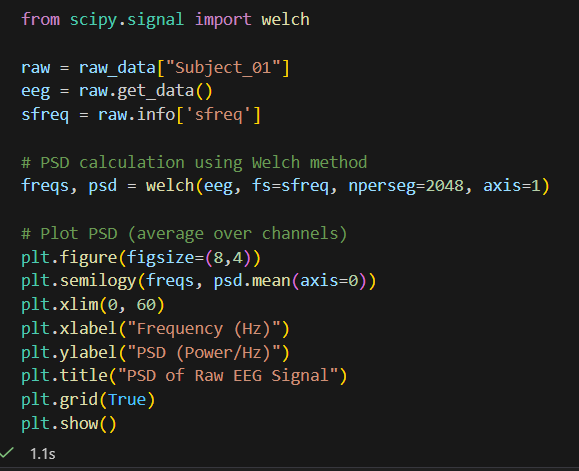 from scipy.signal import welch
raw = raw_data["Subject_01"]
eeg = raw.get_data()
sfreq = raw.info['sfreq']
# PSD calculation using Welch method
freqs, psd = welch(eeg, fs=sfreq, nperseg=2048, axis=1)
# Plot PSD (average over channels)
plt.figure(figsize=(8,4))
plt.semilogy(freqs, psd.mean(axis=0))
plt.xlim(0, 60)
plt.xlabel("Frequency (Hz)")
plt.ylabel("PSD (Power/Hz)")
plt.title("PSD of Raw EEG Signal")
plt.grid(True)
plt.show()
1.1s